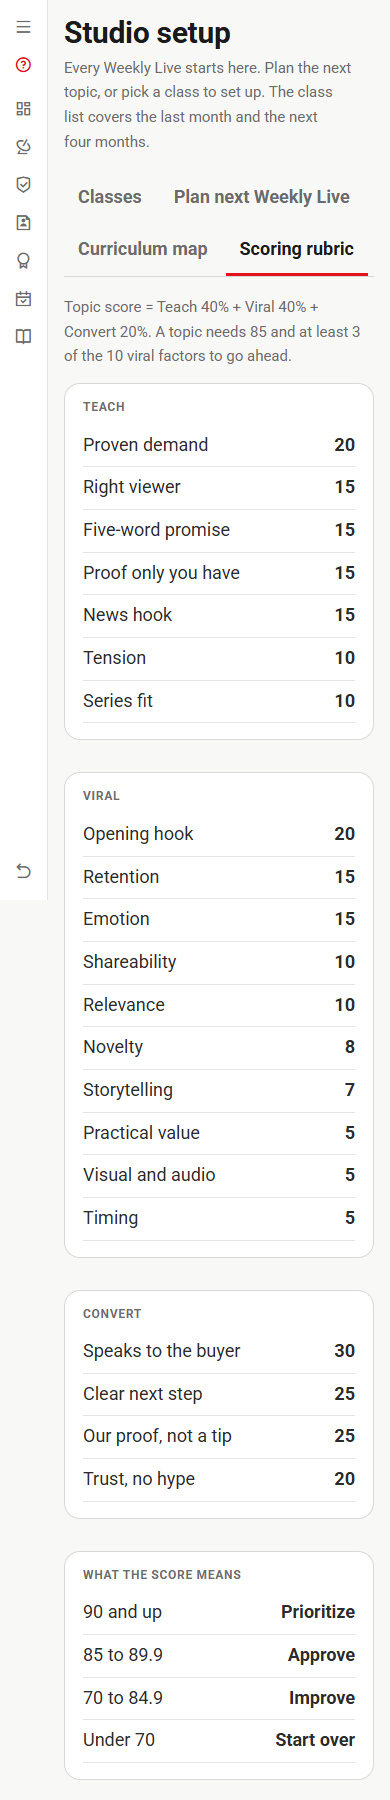 Studio setup
Every Weekly Live starts here. Plan the next
topic, or pick a class to set up. The class
list covers the last month and the next
four months.
Classes Plan next Weekly Live
Curriculum map Scoring rubric
Topic score = Teach 40% + Viral 40% +
Convert 20%. A topic needs 85 and at least 3
of the 10 viral factors to go ahead.
TEACH
Proven demand 20
Right viewer 15
Five-word promise 15
Proof only you have 15
News hook 15
Tension 10
Series fit 10
VIRAL
Opening hook 20
Retention 15
Emotion 15
Shareability 10
Relevance 10
Novelty 8
Storytelling 7
Practical value 5
Visual and audio 5
Timing 5
CONVERT
Speaks to the buyer 30
Clear next step 25
Our proof, not a tip 25
Trust, no hype 20
WHAT THE SCORE MEANS
90 and up Prioritize
85 to 89.9 Approve
70 to 84.9 Improve
Under 70 Start over